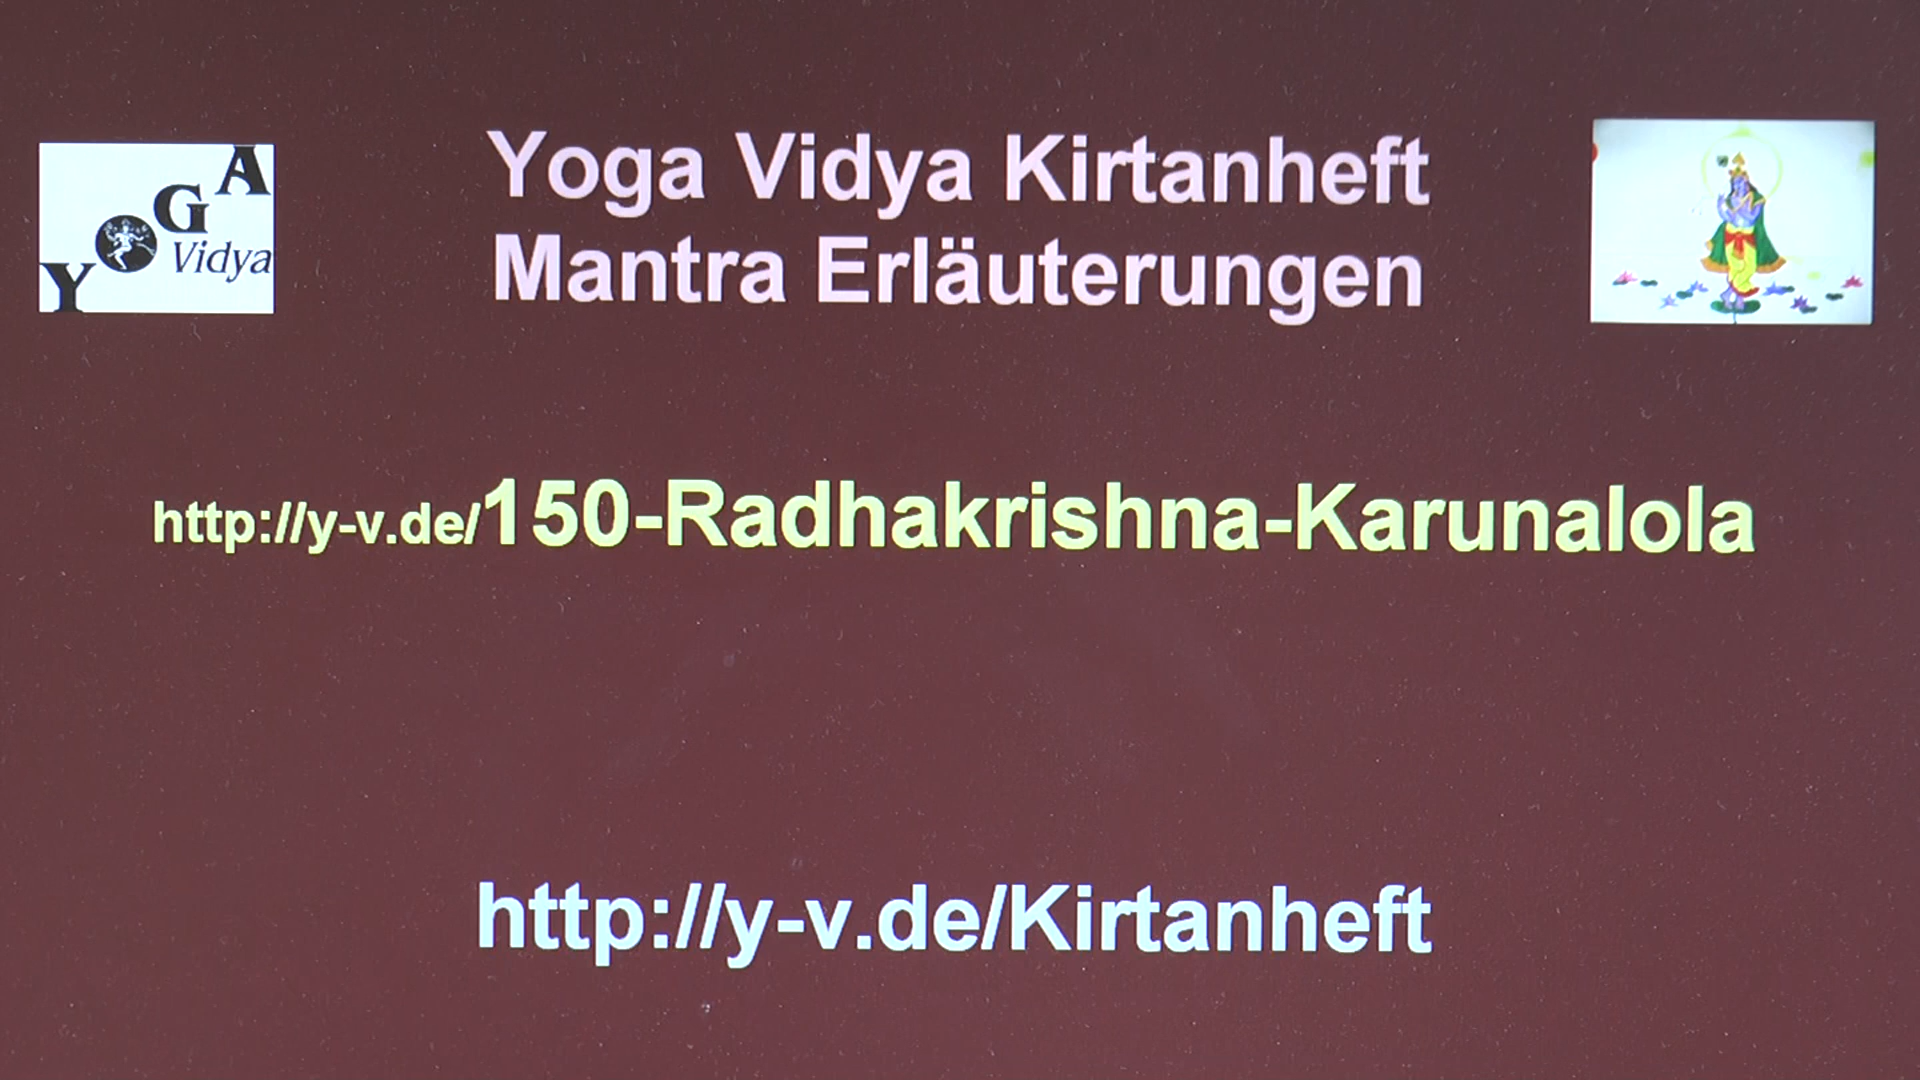 YOGA
Vidya
Yoga Vidya Kirtanheft
Mantra Erläuterungen
http://y-v.de/150-Radhakrishna-Karunalola
http://y-v.de/Kirtanheft